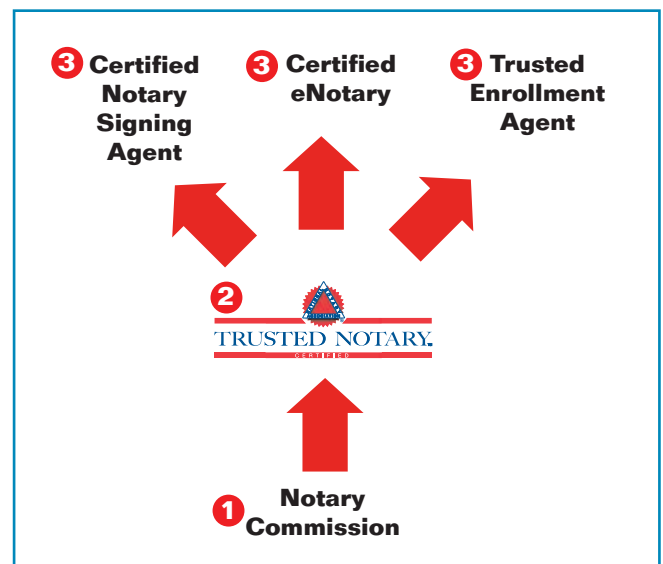 3 Certified
Notary
Signing
Agent
3 Certified
eNotary
3 Trusted
Enrollment
Agent
2
TRUSTED NOTARY.
CERTIFIED
1 Notary
Commission